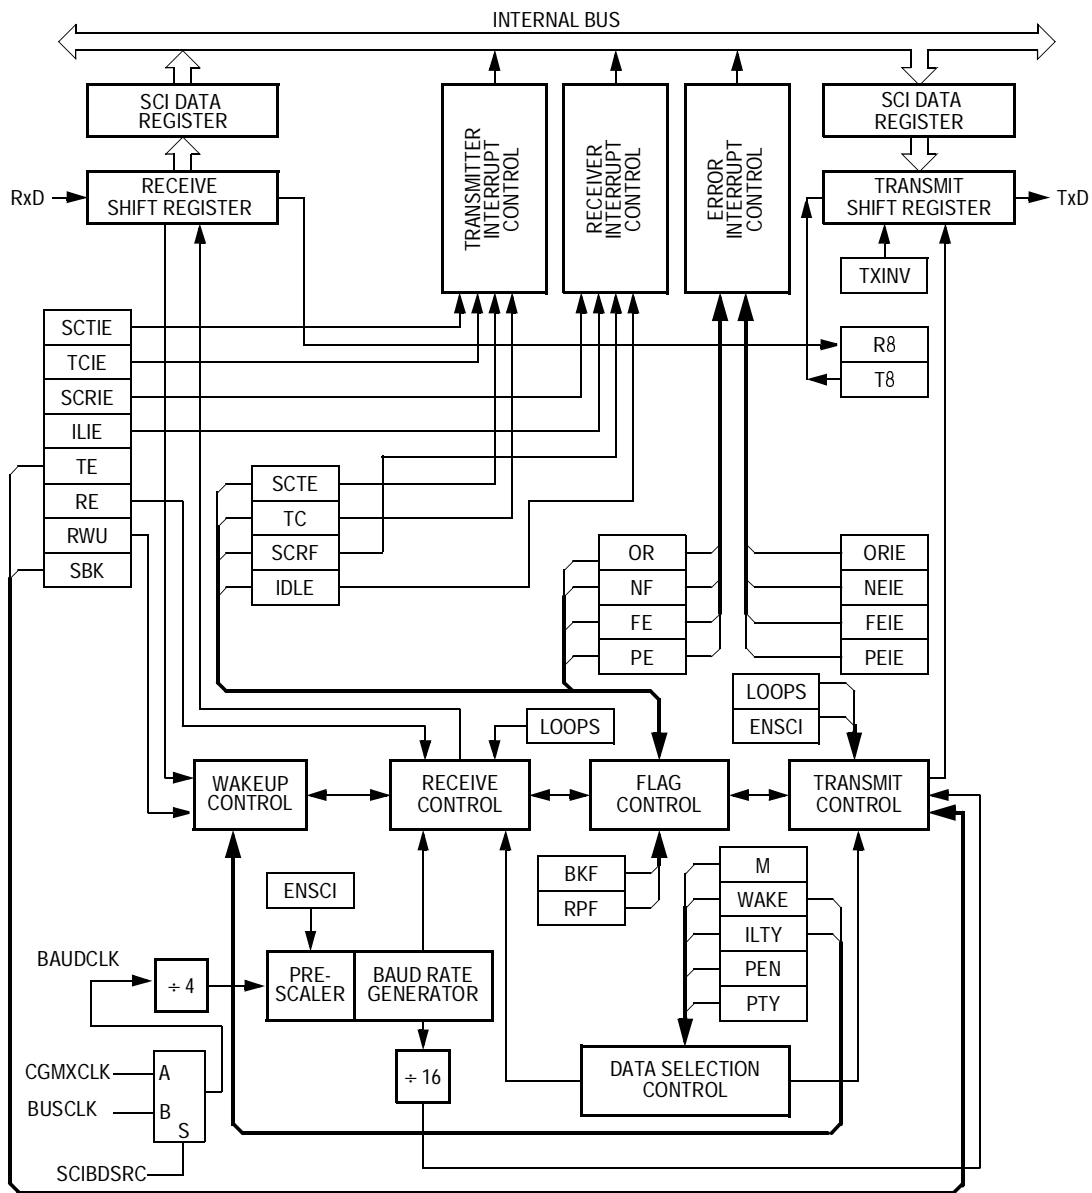 INTERNAL BUS
SCI DATA
REGISTER
SCI DATA
REGISTER
TRANSMITTER
INTERRUPT
CONTROL
RECEIVER
INTERRUPT
CONTROL
ERROR
INTERRUPT
CONTROL
RxD
RECEIVE
SHIFT REGISTER
TRANSMIT
SHIFT REGISTER
TxD
TXINV
SCTIE
TCIE
SCRIE
ILIE
TE
RE
RWU
SBK
R8
T8
SCTE
TC
SCRF
IDLE
OR
NF
FE
PE
ORIE
NEIE
FEIE
PEIE
LOOPS
ENSCI
LOOPS
WAKEUP
CONTROL
RECEIVE
CONTROL
FLAG
CONTROL
TRANSMIT
CONTROL
BKF
RPF
M
WAKE
ILTY
PEN
PTY
ENSCI
BAUDCLK
÷ 4
PRE-
SCALER
BAUD RATE
GENERATOR
÷ 16
DATA SELECTION
CONTROL
CGMXCLK
A
BUSCLK
B
S
SCIBDSRC